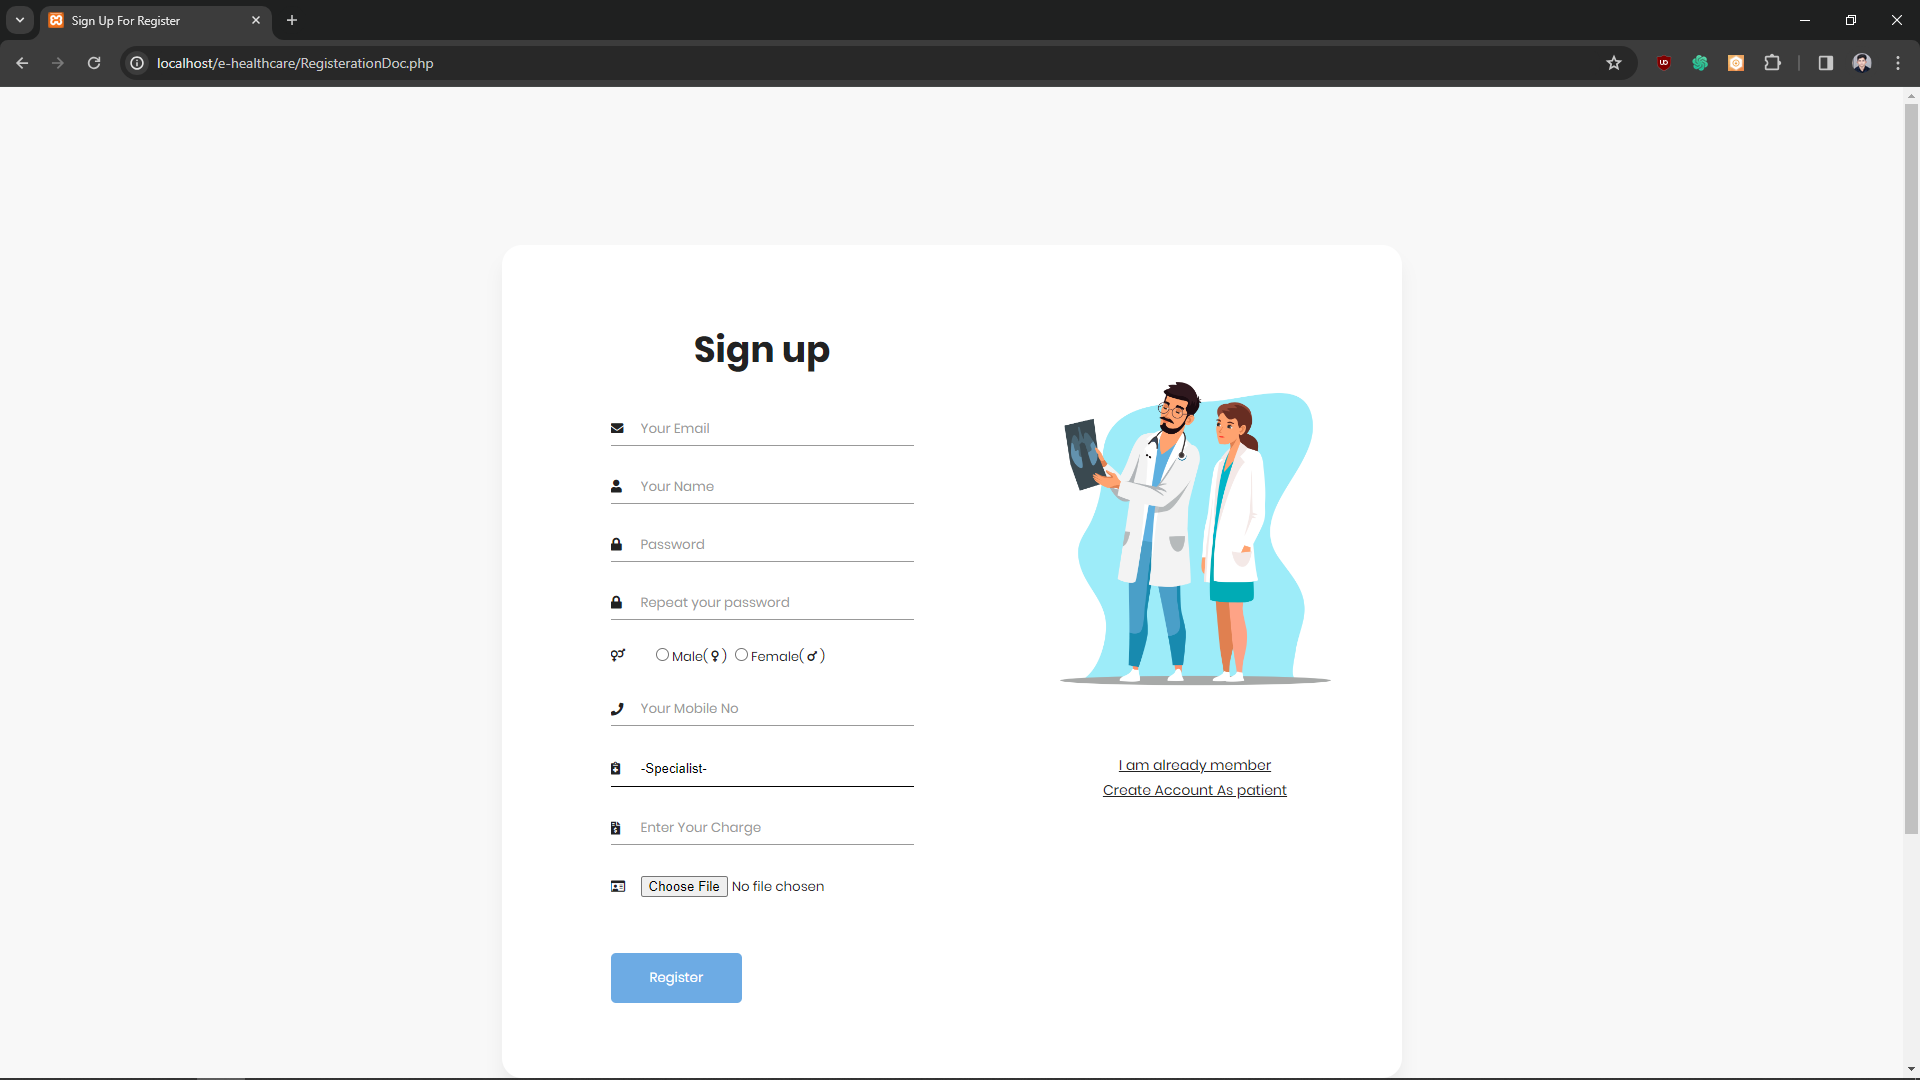 Sign Up For Register
localhost/e-healthcare/RegisterationDoc.php
Sign up
Your Email
Your Name
Password
Repeat your password
Male(♀) Female(♂)
Your Mobile No
-Specialist-
Enter Your Charge
Choose File No file chosen
Register
I am already member
Create Account As patient